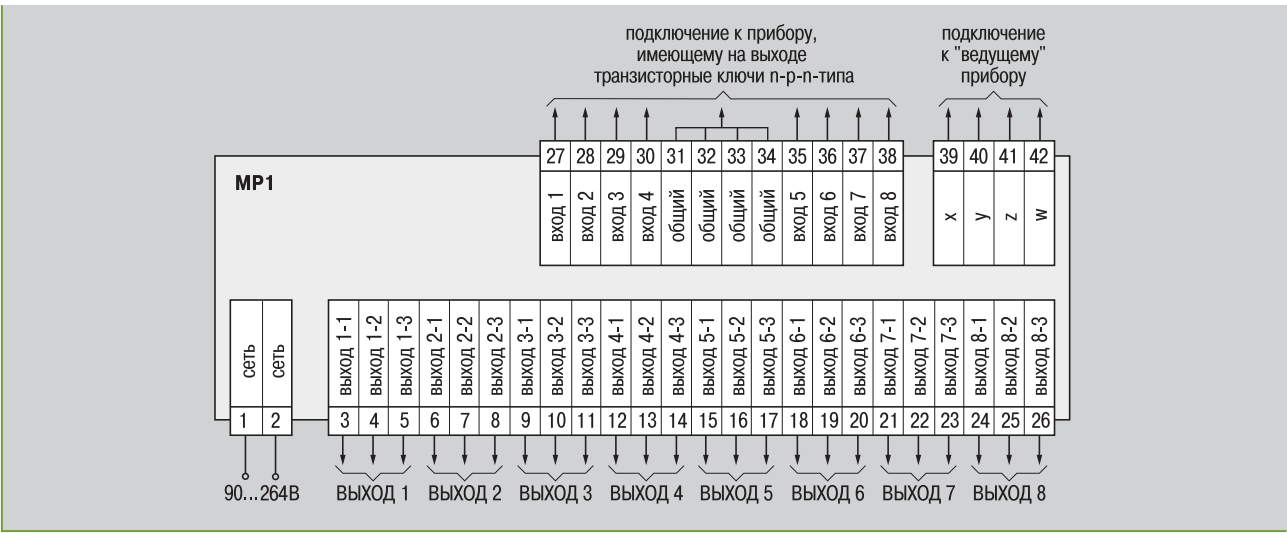 подключение к прибору,
имеющему на выходе
транзисторные ключи n-p-n-типа
подключение
к "ведущему"
прибору
27 28 29 30 31 32 33 34 35 36 37 38
39 40 41 42
МР1
вход 1
вход 2
вход 3
вход 4
общий
общий
общий
общий
вход 5
вход 6
вход 7
вход 8
x
y
z
w
сеть
сеть
выход 1-1
выход 1-2
выход 1-3
выход 2-1
выход 2-2
выход 2-3
выход 3-1
выход 3-2
выход 3-3
выход 4-1
выход 4-2
выход 4-3
выход 5-1
выход 5-2
выход 5-3
выход 6-1
выход 6-2
выход 6-3
выход 7-1
выход 7-2
выход 7-3
выход 8-1
выход 8-2
выход 8-3
1 2
3 4 5 6 7 8 9 10 11 12 13 14 15 16 17 18 19 20 21 22 23 24 25 26
90...264В
ВЫХОД 1 ВЫХОД 2 ВЫХОД 3 ВЫХОД 4 ВЫХОД 5 ВЫХОД 6 ВЫХОД 7 ВЫХОД 8